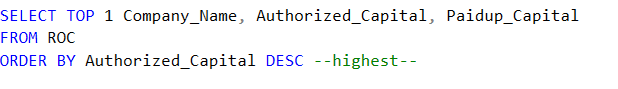 SELECT TOP 1 Company_Name, Authorized_Capital, Paidup_Capital
FROM ROC
ORDER BY Authorized_Capital DESC --highest--